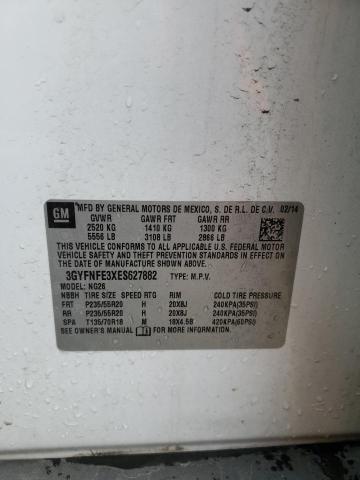 GM
MFD BY GENERAL MOTORS DE MEXICO, S. DE R.L. DE C.V. 02/14
GVWR GAWR FRT GAWR RR
2520 KG 1410 KG 1300 KG
5556 LB 3108 LB 2866 LB
THIS VEHICLE CONFORMS TO ALL APPLICABLE U.S. FEDERAL MOTOR
VEHICLE SAFETY AND THEFT PREVENTION STANDARDS IN EFFECT
ON THE DATE OF MANUFACTURE SHOWN ABOVE.
3GYFNFE3XES627882 TYPE: M.P.V.
MODEL: NG26
NBBH TIRE SIZE SPEED RTG RIM COLD TIRE PRESSURE
FRT P235/55R20 H 20X8J 240KPA(35PSI)
RR P235/55R20 H 20X8J 240KPA(35PSI)
SPA T135/70R18 M 18X4.5B 420KPA(60PSI)
SEE OWNER'S MANUAL FOR MORE INFORMATION.